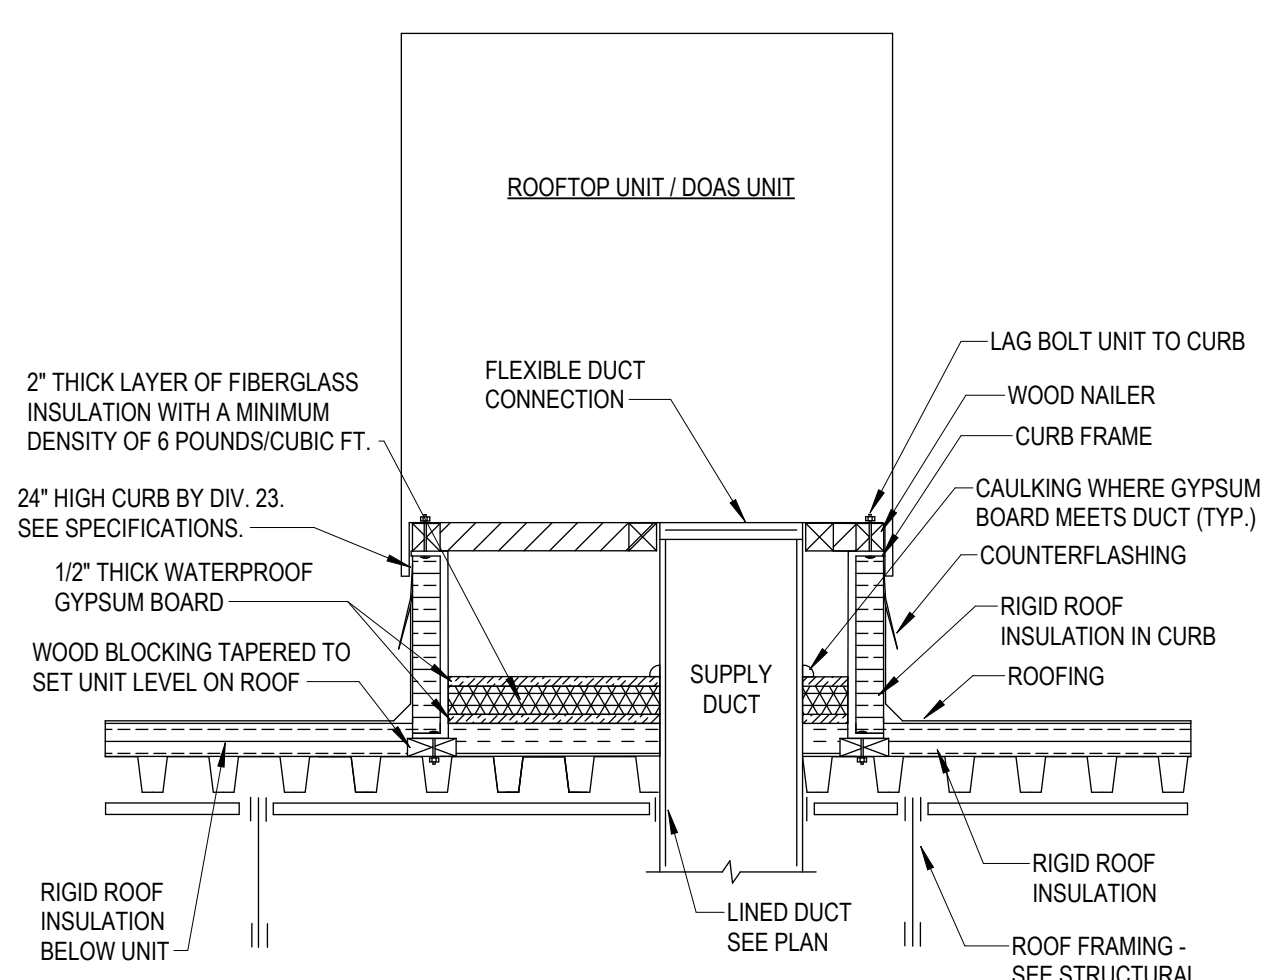 ROOFTOP UNIT / DOAS UNIT
2" THICK LAYER OF FIBERGLASS
INSULATION WITH A MINIMUM
DENSITY OF 6 POUNDS/CUBIC FT.
24" HIGH CURB BY DIV. 23.
SEE SPECIFICATIONS.
1/2" THICK WATERPROOF
GYPSUM BOARD
WOOD BLOCKING TAPERED TO
SET UNIT LEVEL ON ROOF
RIGID ROOF
INSULATION
BELOW UNIT
FLEXIBLE DUCT
CONNECTION
SUPPLY
DUCT
LINED DUCT
SEE PLAN
LAG BOLT UNIT TO CURB
WOOD NAILER
CURB FRAME
CAULKING WHERE GYPSUM
BOARD MEETS DUCT (TYP.)
COUNTERFLASHING
RIGID ROOF
INSULATION IN CURB
ROOFING
RIGID ROOF
INSULATION
ROOF FRAMING -
SEE STRUCTURAL